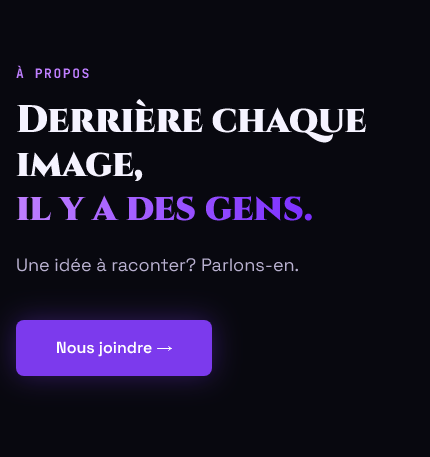 À PROPOS
Derrière chaque
image,
il y a des gens.
Une idée à raconter? Parlons-en.
Nous joindre →